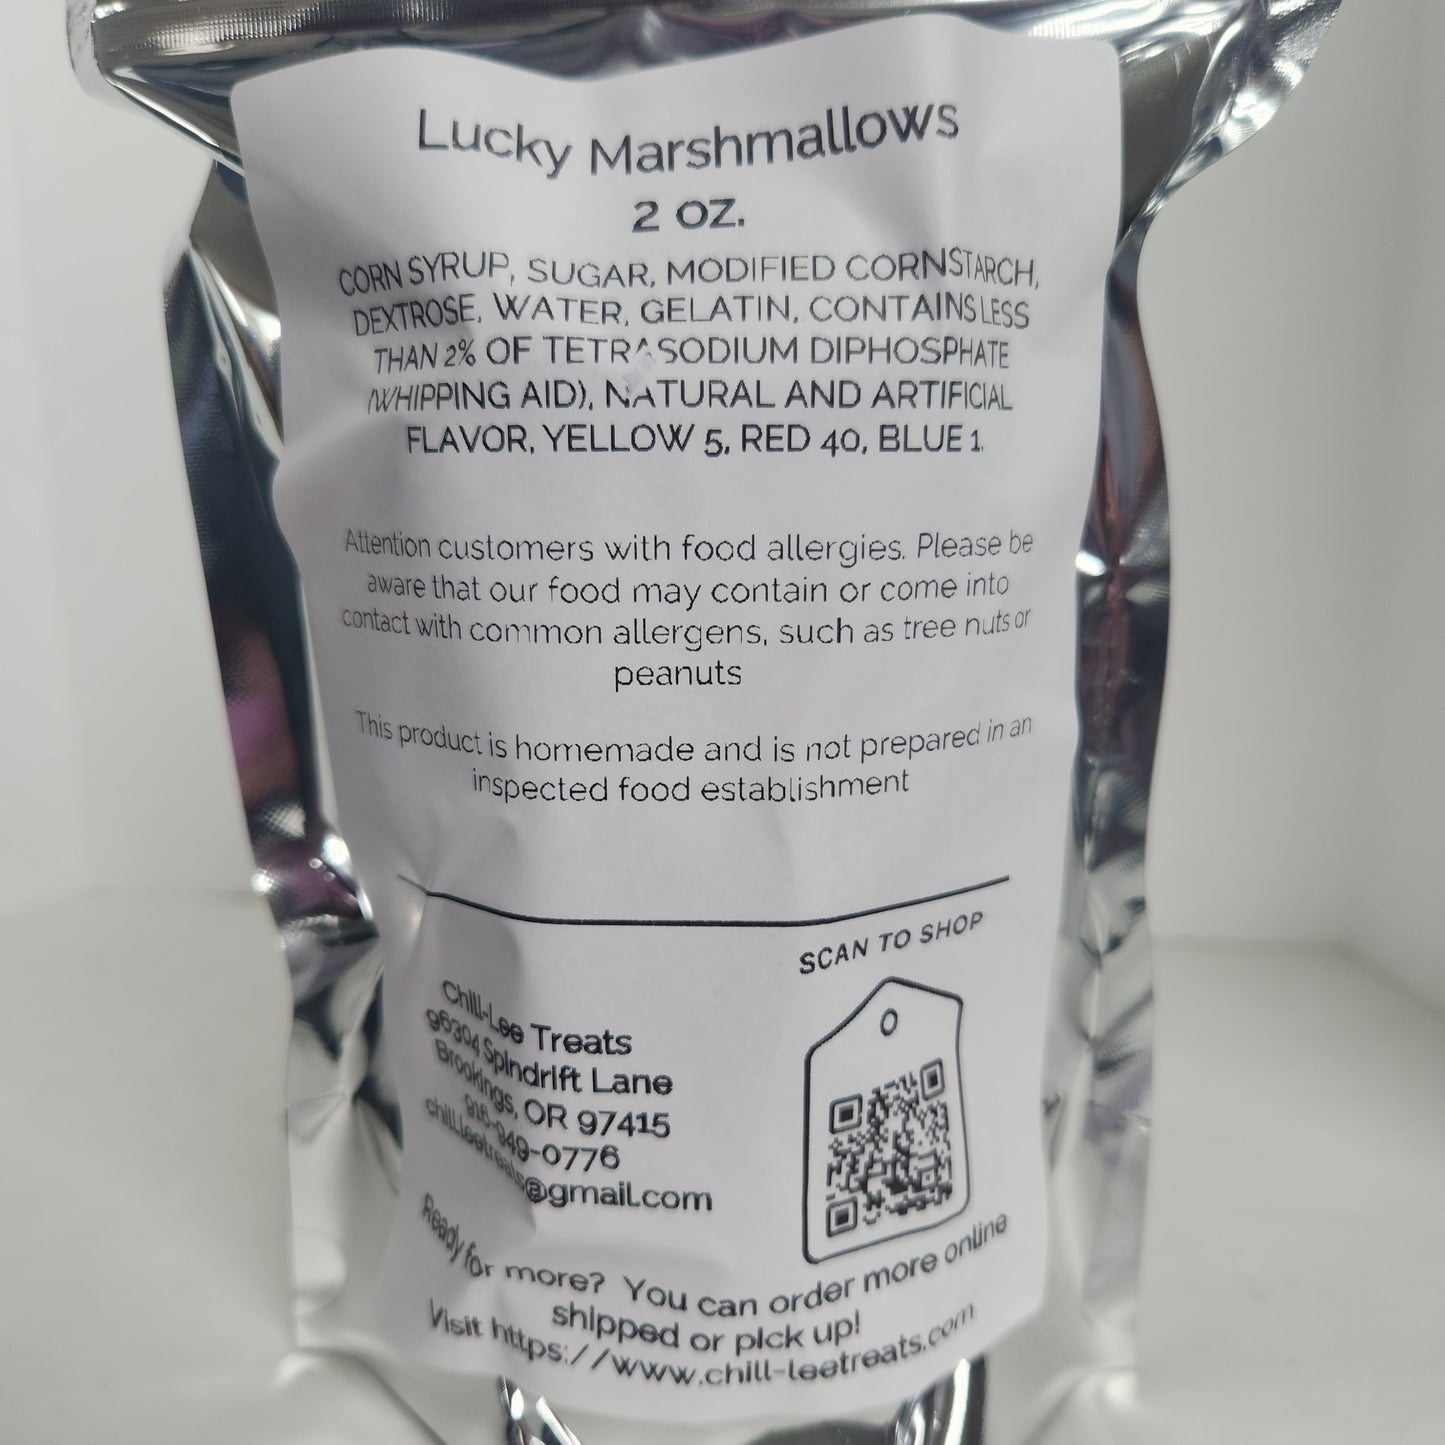 Lucky Marshmallows
2 oz.
CORN SYRUP, SUGAR, MODIFIED CORNSTARCH,
DEXTROSE, WATER, GELATIN, CONTAINS LESS
THAN 2% OF TETRASODIUM DIPHOSPHATE
(WHIPPING AID), NATURAL AND ARTIFICIAL
FLAVOR, YELLOW 5, RED 40, BLUE 1.
Attention customers with food allergies. Please be
aware that our food may contain or come into
contact with common allergens, such as tree nuts or
peanuts
This product is homemade and is not prepared in an
inspected food establishment
SCAN TO SHOP
Chill-Lee Treats
96304 Spindrift Lane
Brookings, OR 97415
916-949-0776
chill.leetreats@gmail.com
Ready for more? You can order more online
shipped or pick up!
Visit https://www.chill-leetreats.com